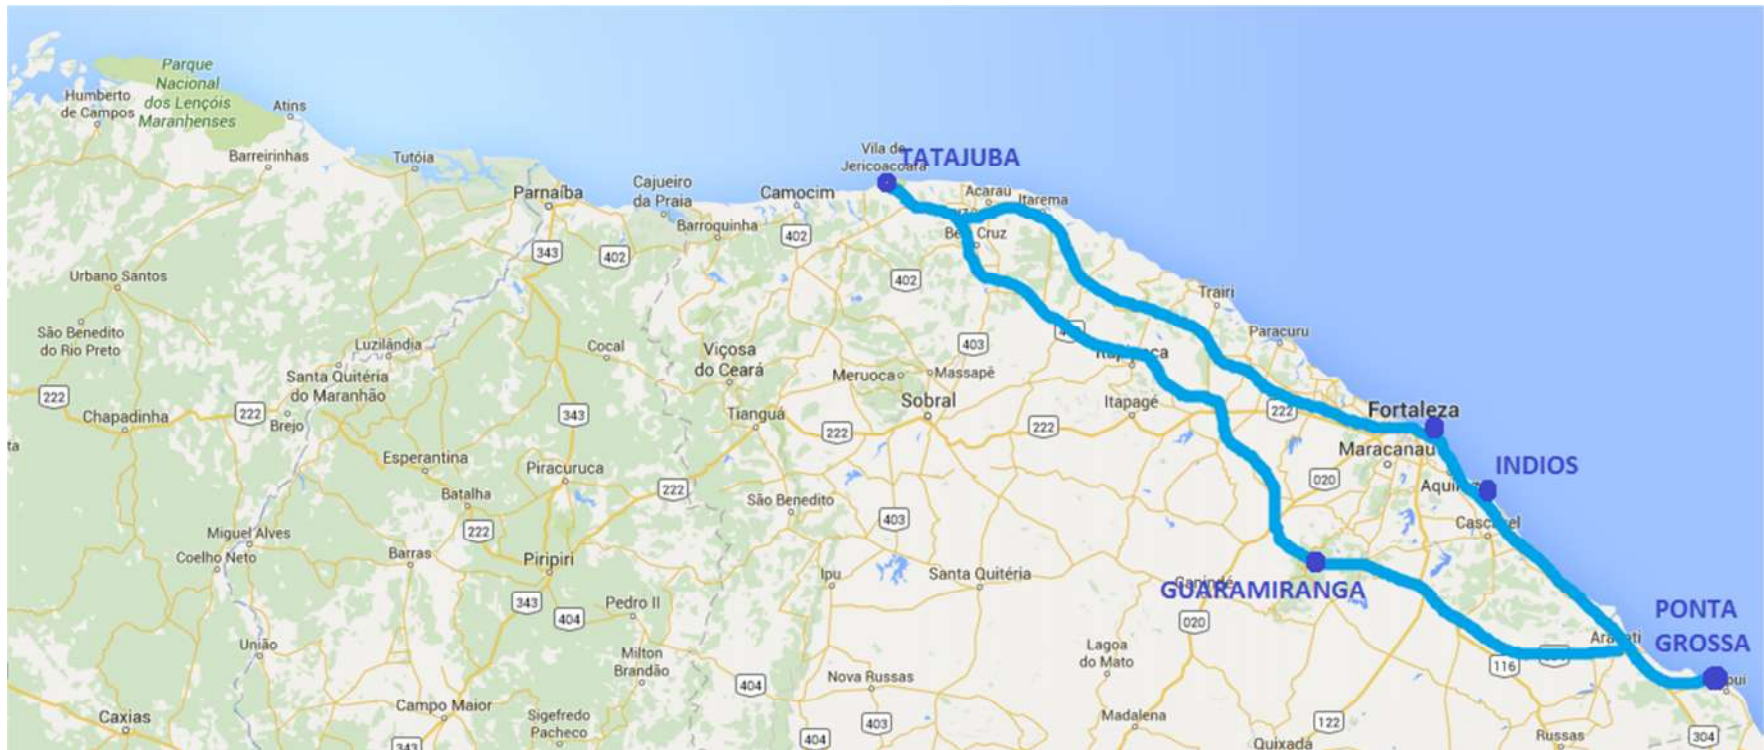 Parque
Nacional
dos Lençóis
Maranhenses
Humberto
de Campos
Atins
Barreirinhas
Tutóia
Parnaíba
Cajueiro
da Praia
Barroquinha
Camocim
Vila de
Jericoacoara
TATAJUBA
Acaraú
Itarema
Cruz
402
343
402
402
Urbano Santos
São Benedito
do Rio Preto
Luzilândia
Santa Quitéria
do Maranhão
Cocal
Viçosa
do Ceará
403
Meruoca
Massapê
Trairi
Paracuru
222
Chapadinha
222
Brejo
343
Tianguá
Sobral
Itapagé
222
222
222
Fortaleza
Maracanaú
INDIOS
Esperantina
Piracuruca
Batalha
222
222
São Benedito
403
020
Miguel Alves
Coelho Neto
Barras
Piripiri
Ipu
Santa Quitéria
GUARAMIRANGA
343
404
Pedro II
020
PONTA
GROSSA
União
Milton
Brandão
Lagoa
do Mato
116
404
Nova Russas
Caxias
Campo Maior
Sigefredo
Pacheco
403
404
Madalena
122
Quixadá
Russas
304
343